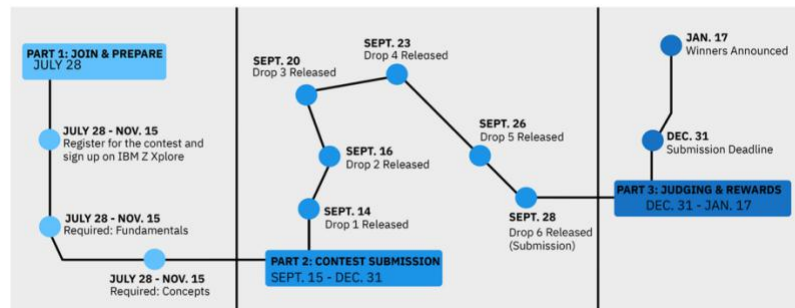 PART 1: JOIN & PREPARE
JULY 28
JULY 28 - NOV. 15
Register for the contest and
sign up on IBM Z Xplore
JULY 28 - NOV. 15
Required: Fundamentals
JULY 28 - NOV. 15
Required: Concepts
PART 2: CONTEST SUBMISSION
SEPT. 15 - DEC. 31
SEPT. 14
Drop 1 Released
SEPT. 16
Drop 2 Released
SEPT. 20
Drop 3 Released
SEPT. 23
Drop 4 Released
SEPT. 26
Drop 5 Released
SEPT. 28
Drop 6 Released
(Submission)
PART 3: JUDGING & REWARDS
DEC. 31 - JAN. 17
DEC. 31
Submission Deadline
JAN. 17
Winners Announced